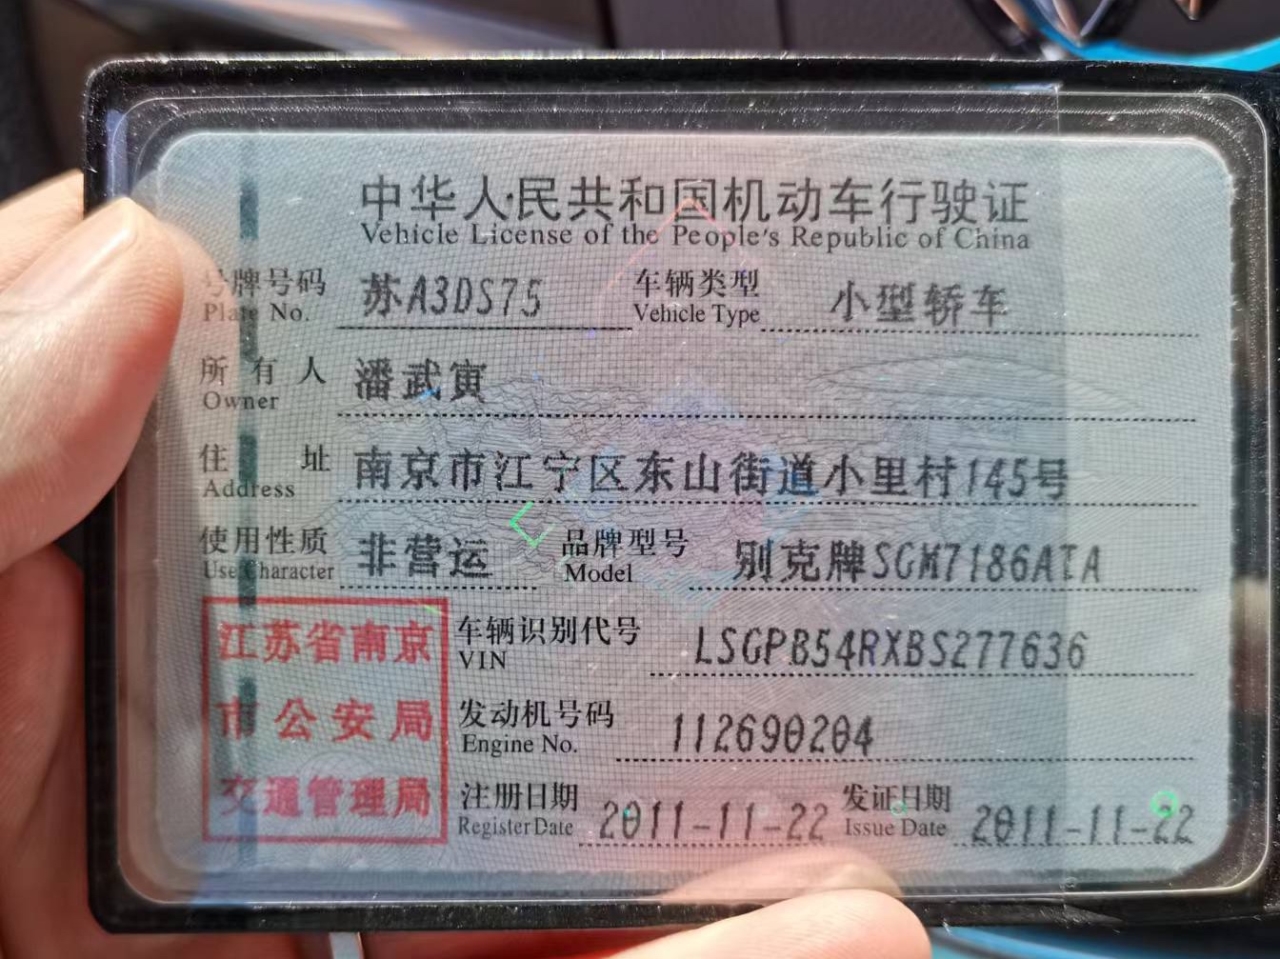 中华人民共和国机动车行驶证
Vehicle License of the People's Republic of China
号牌号码 苏A3DS75 车辆类型 小型轿车
Plate No. Vehicle Type
所有人 潘武寅
Owner
住址 南京市江宁区东山街道小里村145号
Address
使用性质 非营运 品牌型号 别克牌SGM7186ATA
Use Character Model
江苏省南京
市公安局
交通管理局
车辆识别代号 LSGPB54RXBS277636
VIN
发动机号码 112690204
Engine No.
注册日期 2011-11-22 发证日期 2011-11-22
Register Date Issue Date